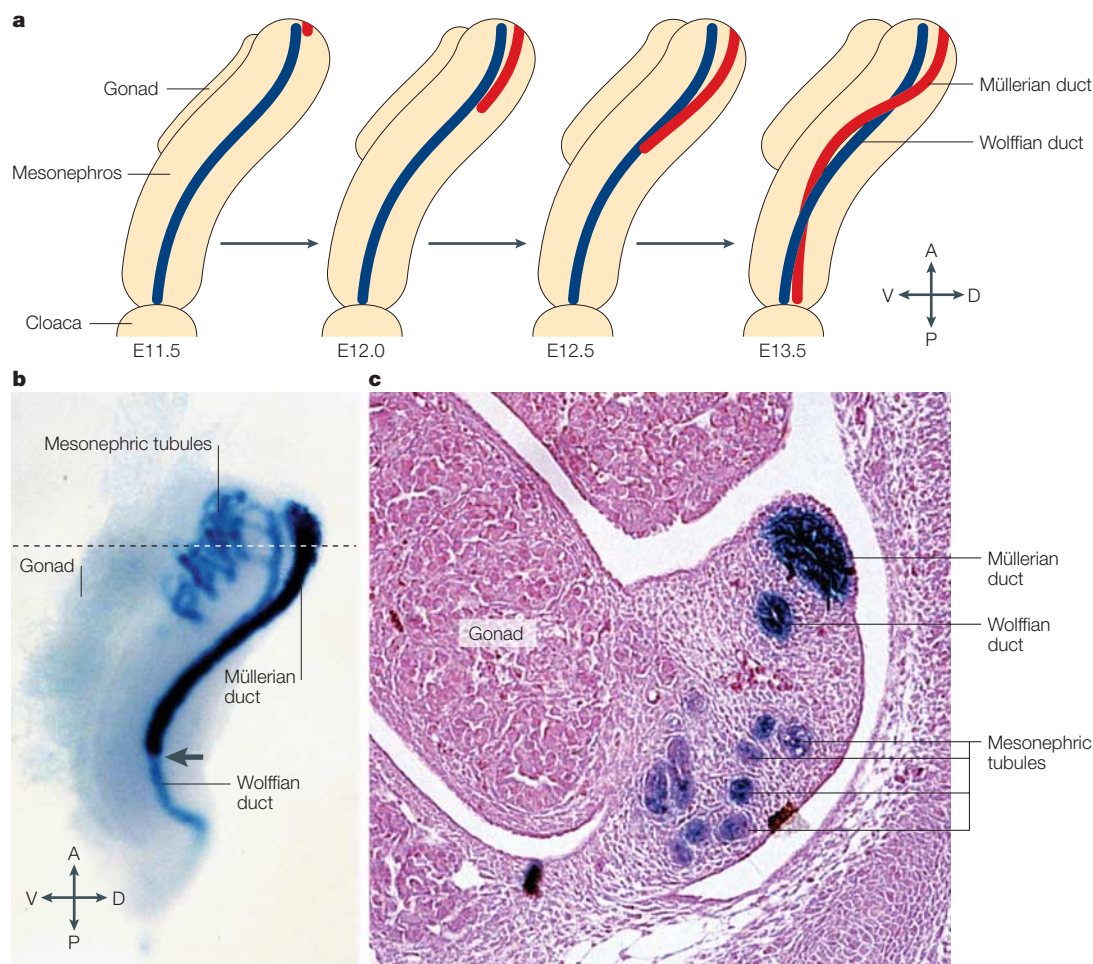 a
Gonad
Mesonephros
Cloaca
Müllerian duct
Wolffian duct
A
V
D
P
E11.5
E12.0
E12.5
E13.5
b
Mesonephric tubules
Gonad
Müllerian
duct
Wolffian
duct
A
V
D
P
c
Gonad
Müllerian
duct
Wolffian
duct
Mesonephric
tubules